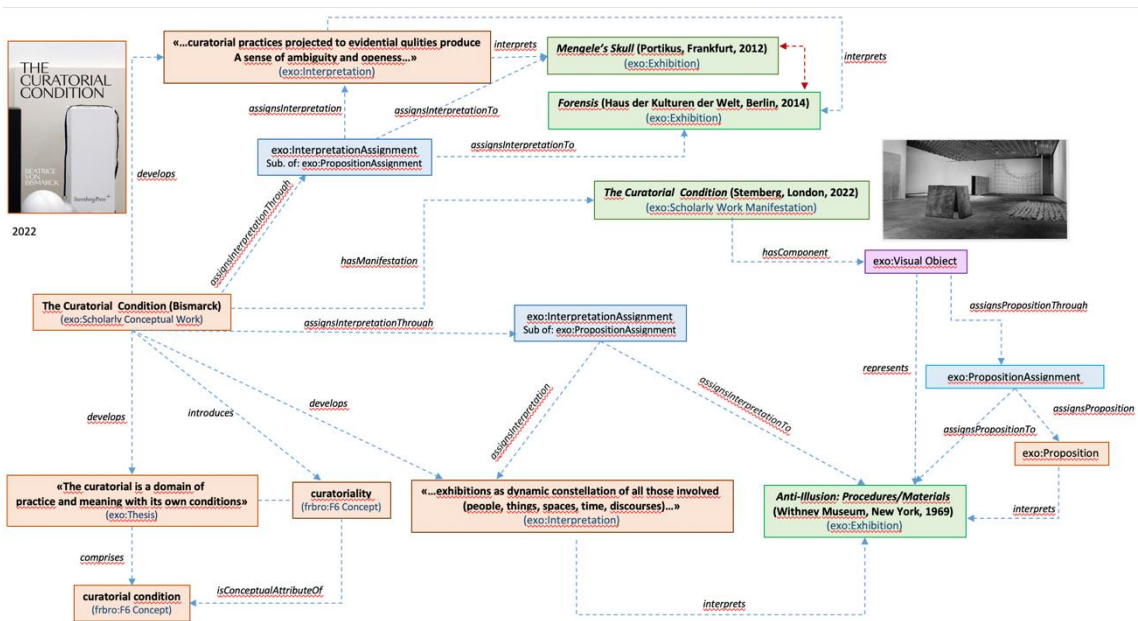 THE
CURATORIAL
CONDITION
BEATRICE
VON
BISMARCK
2022
«...curatorial practices projected to evidential qulities produce
A sense of ambiguity and openess...»
(exo:Interpretation)
interprets
Mengele's Skull (Portikus, Frankfurt, 2012)
(exo:Exhibition)
interprets
Forensis (Haus der Kulturen der Welt, Berlin, 2014)
(exo:Exhibition)
assignsInterpretation
assignsInterpretationTo
exo:InterpretationAssignment
Sub. of: exo:PropositionAssignment
assignsInterpretationTo
develops
assignsInterpretationThrough
The Curatorial Condition (Stemberg, London, 2022)
(exo:Scholarly Work Manifestation)
hasManifestation
hasComponent
exo:Visual Object
The Curatorial Condition (Bismarck)
(exo:Scholarly Conceptual Work)
assignsInterpretationThrough
exo:InterpretationAssignment
Sub of: exo:PropositionAssignment
assignsPropositionThrough
represents
exo:PropositionAssignment
develops
introduces
develops
assignsInterpretation
assignsInterpretationTo
assignsPropositionTo
assignsProposition
exo:Proposition
«The curatorial is a domain of
practice and meaning with its own conditions»
(exo:Thesis)
curatoriality
(frbro:F6 Concept)
«...exhibitions as dynamic constellation of all those involved
(people, things, spaces, time, discourses)...»
(exo:Interpretation)
Anti-Illusion: Procedures/Materials
(Withney Museum, New York, 1969)
(exo:Exhibition)
interprets
comprises
curatorial condition
(frbro:F6 Concept)
isConceptualAttributeOf
interprets